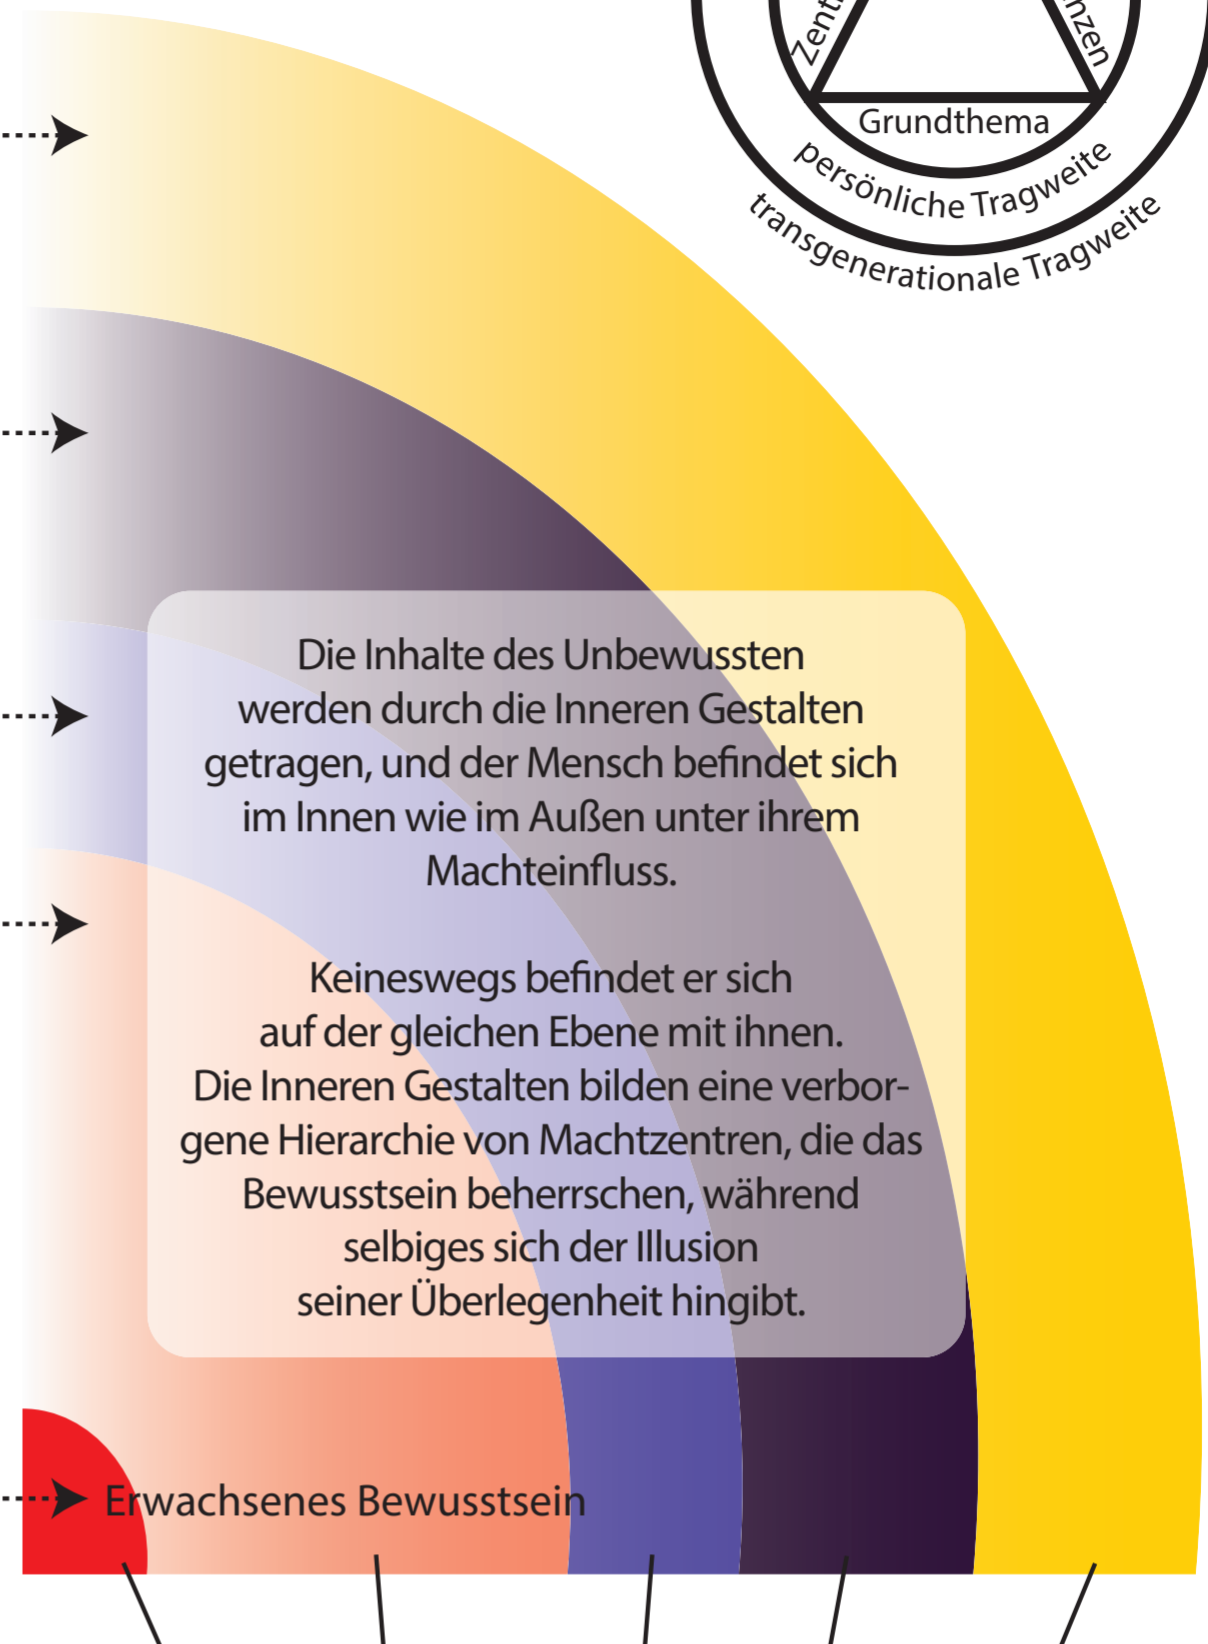 Grundthema
persönliche Tragweite
transgenerationale Tragweite
Die Inhalte des Unbewussten
werden durch die Inneren Gestalten
getragen, und der Mensch befindet sich
im Innen wie im Außen unter ihrem
Machteinfluss.
Keineswegs befindet er sich
auf der gleichen Ebene mit ihnen.
Die Inneren Gestalten bilden eine verbor-
gene Hierarchie von Machtzentren, die das
Bewusstsein beherrschen, während
selbiges sich der Illusion
seiner Überlegenheit hingibt.
Erwachsenes Bewusstsein